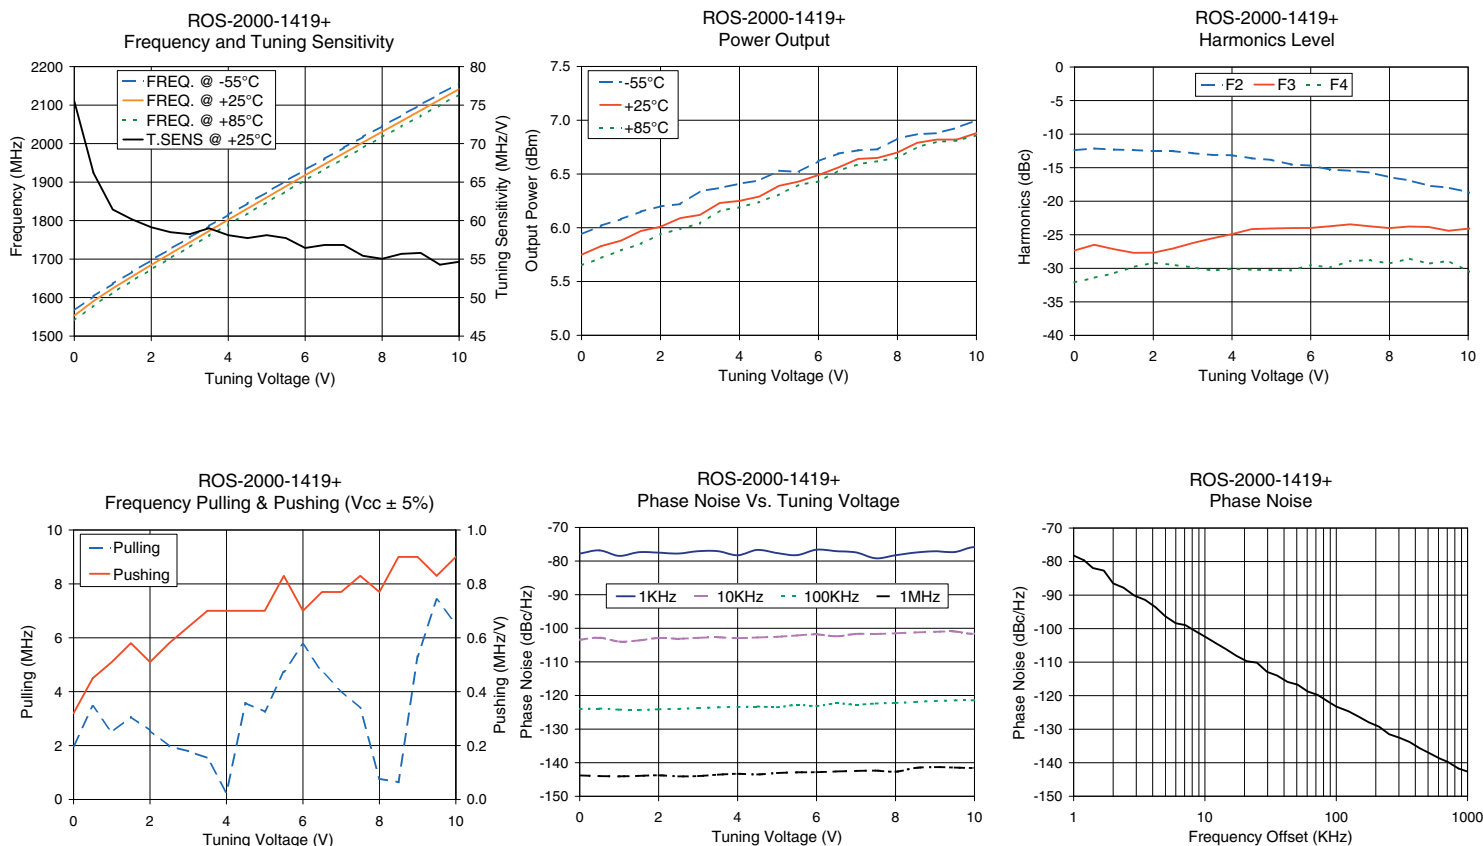 ROS-2000-1419+
Frequency and Tuning Sensitivity
2200
2100
2000
1900
1800
1700
1600
1500
80
75
70
65
60
55
50
45
FREQ. @ -55°C
FREQ. @ +25°C
FREQ. @ +85°C
T.SENS @ +25°C
Frequency (MHz)
Tuning Sensitivity (MHz/V)
0 2 4 6 8 10
Tuning Voltage (V)
ROS-2000-1419+
Power Output
7.5
7.0
6.5
6.0
5.5
5.0
-55°C
+25°C
+85°C
Output Power (dBm)
0 2 4 6 8 10
Tuning Voltage (V)
ROS-2000-1419+
Harmonics Level
0
-5
-10
-15
-20
-25
-30
-35
-40
F2 F3 F4
Harmonics (dBc)
0 2 4 6 8 10
Tuning Voltage (V)
ROS-2000-1419+
Frequency Pulling & Pushing (Vcc ± 5%)
10
8
6
4
2
0
1.0
0.8
0.6
0.4
0.2
0.0
Pulling
Pushing
Pulling (MHz)
Pushing (MHz/V)
0 2 4 6 8 10
Tuning Voltage (V)
ROS-2000-1419+
Phase Noise Vs. Tuning Voltage
-70
-80
-90
-100
-110
-120
-130
-140
-150
1KHz 10KHz 100KHz 1MHz
Phase Noise (dBc/Hz)
0 2 4 6 8 10
Tuning Voltage (V)
ROS-2000-1419+
Phase Noise
-70
-80
-90
-100
-110
-120
-130
-140
-150
Phase Noise (dBc/Hz)
1 10 100 1000
Frequency Offset (KHz)